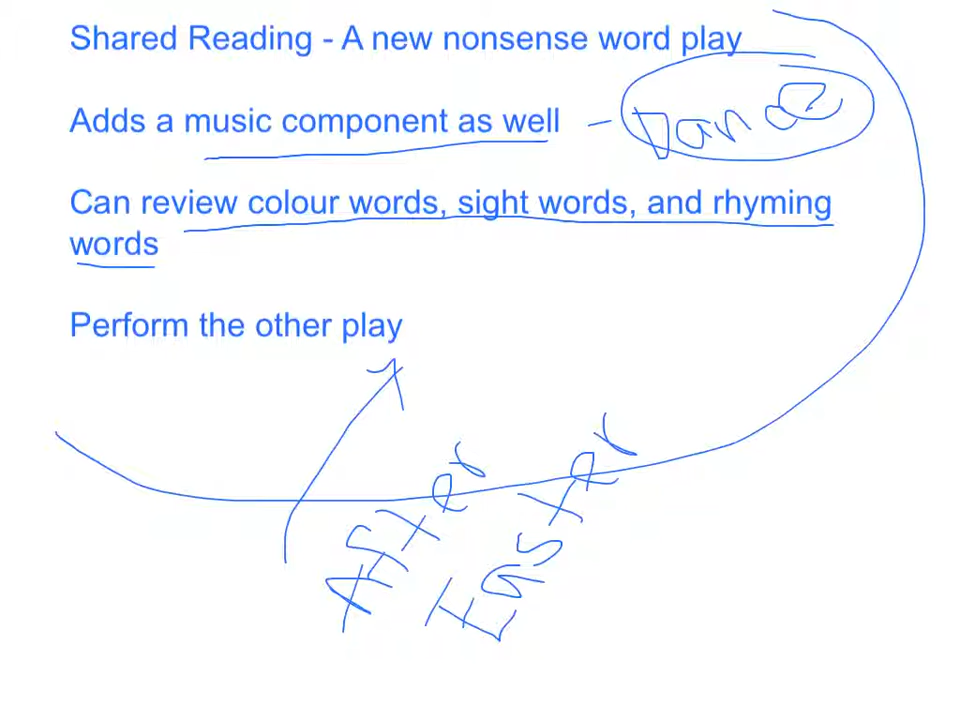 Shared Reading - A new nonsense word play
Adds a music component as well - Dance
Can review colour words, sight words, and rhyming
words
Perform the other play
After
Easter